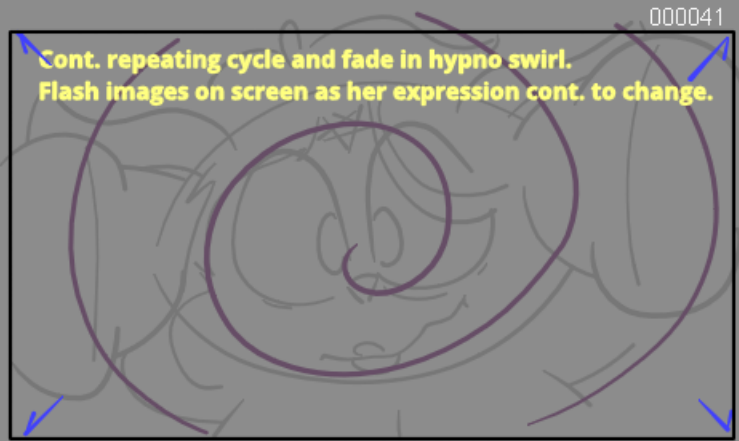 000041
Cont. repeating cycle and fade in hypno swirl.
Flash images on screen as her expression cont. to change.